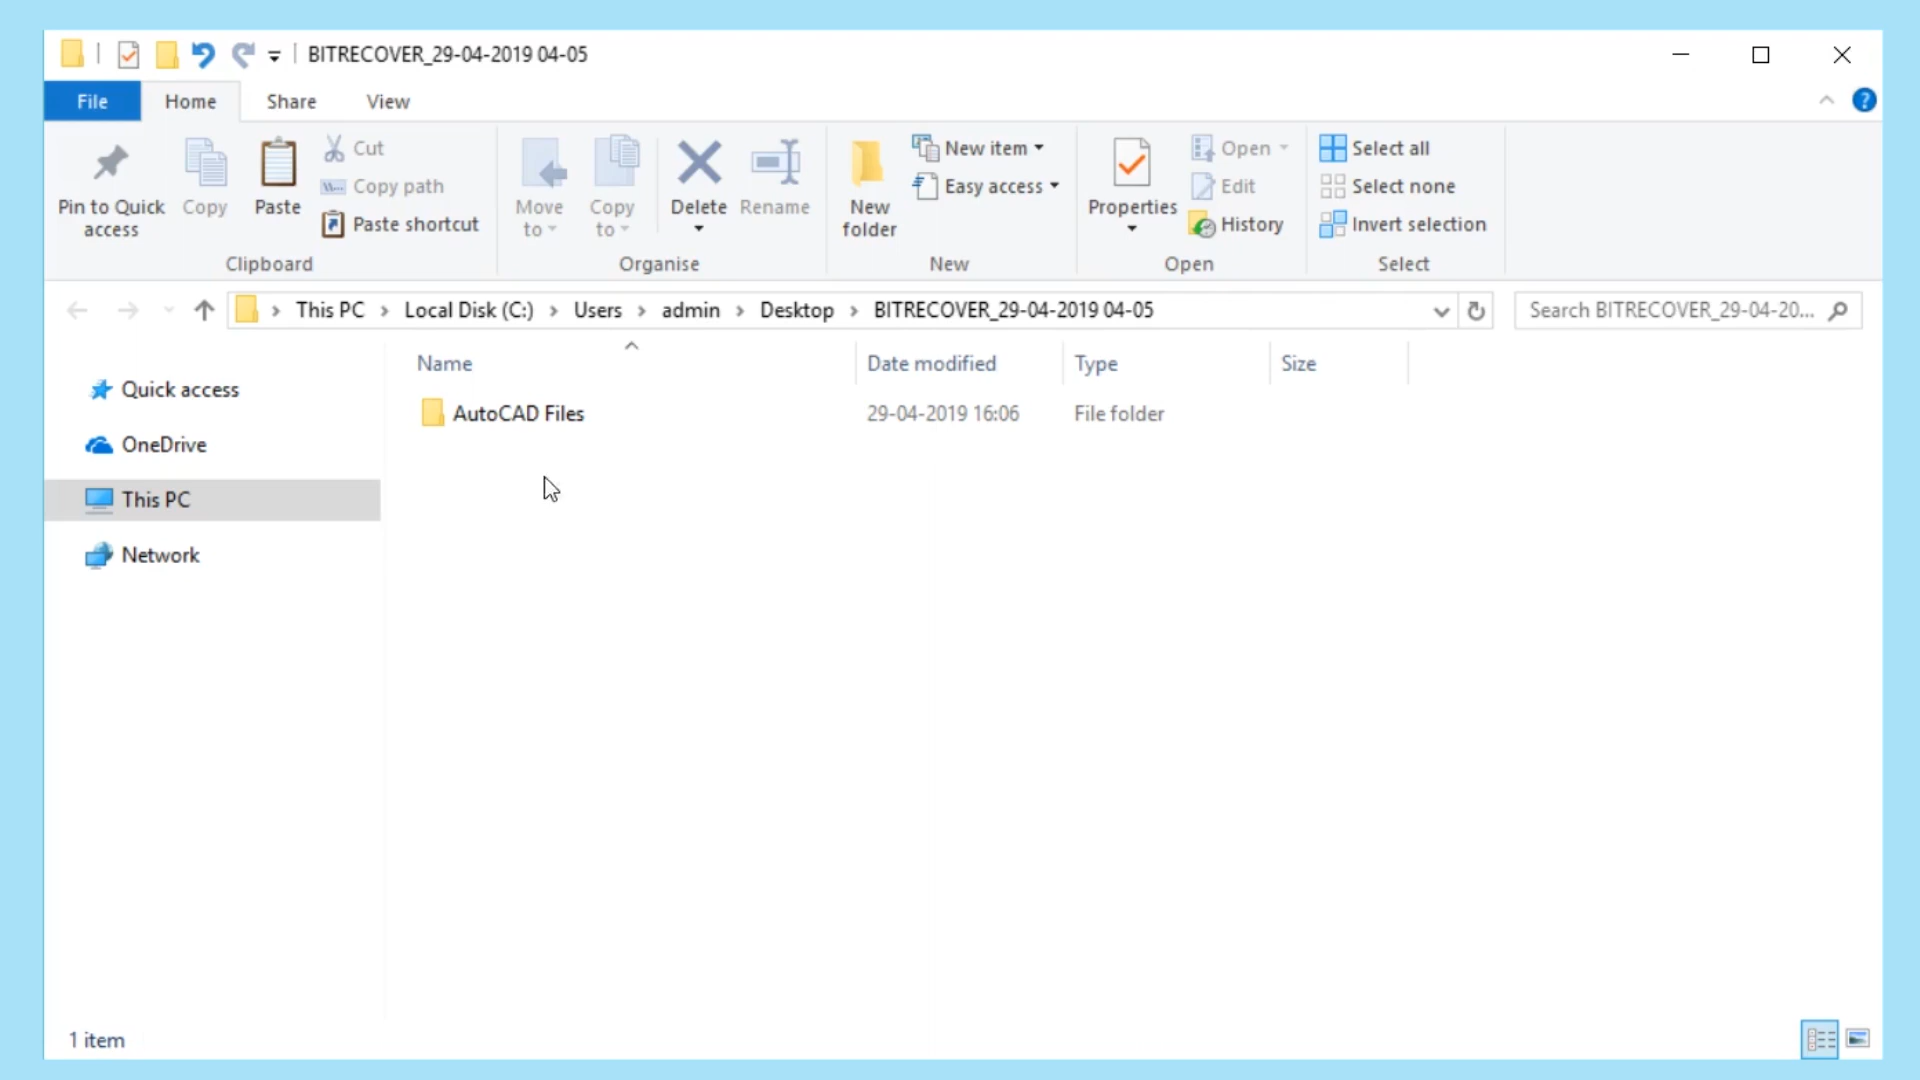 BITRECOVER_29-04-2019 04-05
File Home Share View
Pin to Quick access
Copy
Paste
Cut
Copy path
Paste shortcut
Clipboard
Move to
Copy to
Delete
Rename
Organise
New folder
New item
Easy access
New
Properties
Open
Edit
History
Open
Select all
Select none
Invert selection
Select
This PC > Local Disk (C:) > Users > admin > Desktop > BITRECOVER_29-04-2019 04-05
Search BITRECOVER_29-04-20...
Quick access
OneDrive
This PC
Network
Name Date modified Type Size
AutoCAD Files 29-04-2019 16:06 File folder
1 item